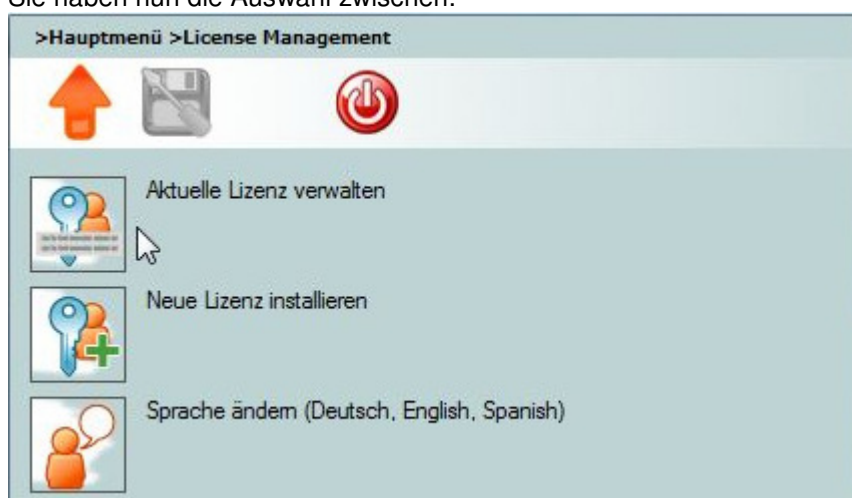 Sie haben nun die Auswahl zwischen:
>Hauptmenü >License Management
Aktuelle Lizenz verwalten
Neue Lizenz installieren
Sprache ändern (Deutsch, English, Spanish)